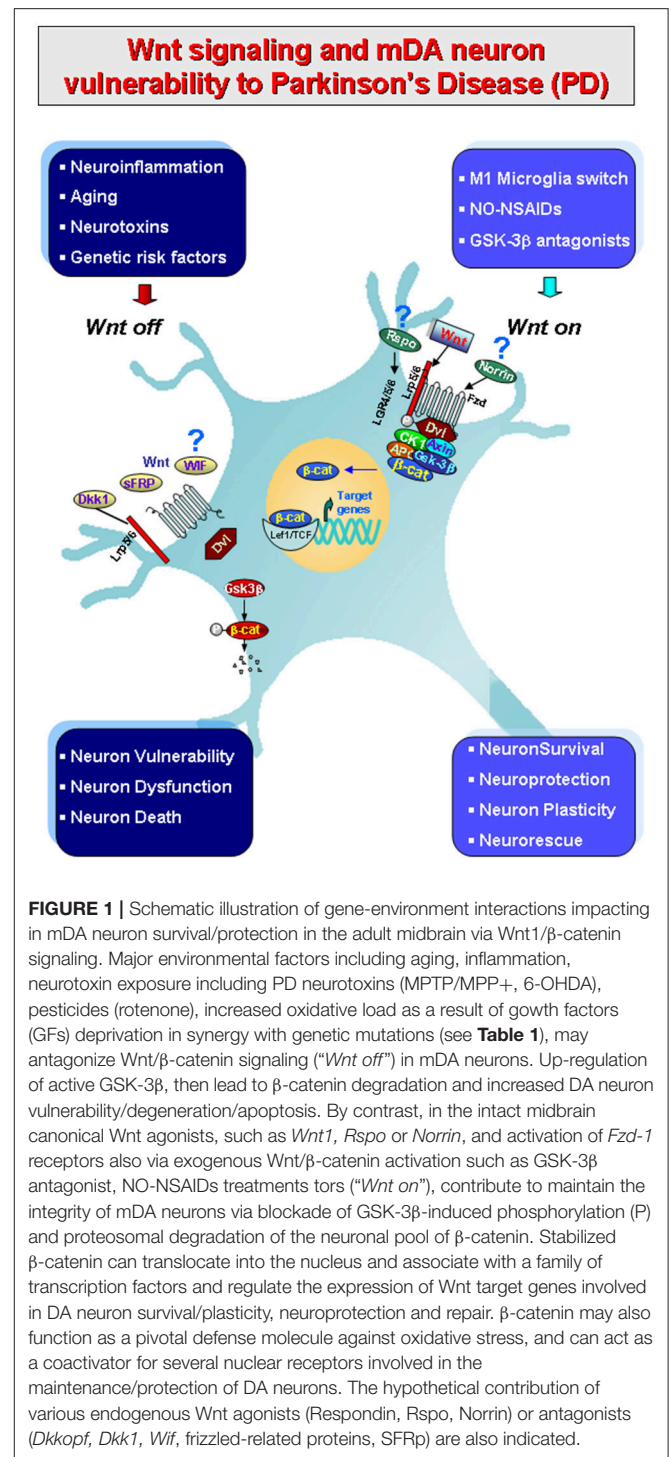 Wnt signaling and mDA neuron
vulnerability to Parkinson's Disease (PD)
▪ Neuroinflammation
▪ Aging
▪ Neurotoxins
▪ Genetic risk factors
▪ M1 Microglia switch
▪ NO-NSAIDs
▪ GSK-3β antagonists
Wnt off
Wnt on
?
Rspo
Wnt
?
Norrin
LGR4/5/6
Lrp5/6
Fzd
Dvl
CK1
Axin
APC
Gsk-3β
β-cat
?
Wnt
WIF
sFRP
Dkk1
Lrp5/6
Dvl
β-cat
Target
genes
β-cat
Lef1/TCF
Gsk3β
P
β-cat
▪ Neuron Vulnerability
▪ Neuron Dysfunction
▪ Neuron Death
▪ NeuronSurvival
▪ Neuroprotection
▪ Neuron Plasticity
▪ Neurorescue
FIGURE 1 | Schematic illustration of gene-environment interactions impacting
in mDA neuron survival/protection in the adult midbrain via Wnt1/β-catenin
signaling. Major environmental factors including aging, inflammation,
neurotoxin exposure including PD neurotoxins (MPTP/MPP+, 6-OHDA),
pesticides (rotenone), increased oxidative load as a result of gowth factors
(GFs) deprivation in synergy with genetic mutations (see Table 1), may
antagonize Wnt/β-catenin signaling ("Wnt off") in mDA neurons. Up-regulation
of active GSK-3β, then lead to β-catenin degradation and increased DA neuron
vulnerability/degeneration/apoptosis. By contrast, in the intact midbrain
canonical Wnt agonists, such as Wnt1, Rspo or Norrin, and activation of Fzd-1
receptors also via exogenous Wnt/β-catenin activation such as GSK-3β
antagonist, NO-NSAIDs treatments tors ("Wnt on"), contribute to maintain the
integrity of mDA neurons via blockade of GSK-3β-induced phosphorylation (P)
and proteosomal degradation of the neuronal pool of β-catenin. Stabilized
β-catenin can translocate into the nucleus and associate with a family of
transcription factors and regulate the expression of Wnt target genes involved
in DA neuron survival/plasticity, neuroprotection and repair. β-catenin may also
function as a pivotal defense molecule against oxidative stress, and can act as
a coactivator for several nuclear receptors involved in the
maintenance/protection of DA neurons. The hypothetical contribution of
various endogenous Wnt agonists (Respondin, Rspo, Norrin) or antagonists
(Dkkopf, Dkk1, Wif, frizzled-related proteins, SFRp) are also indicated.